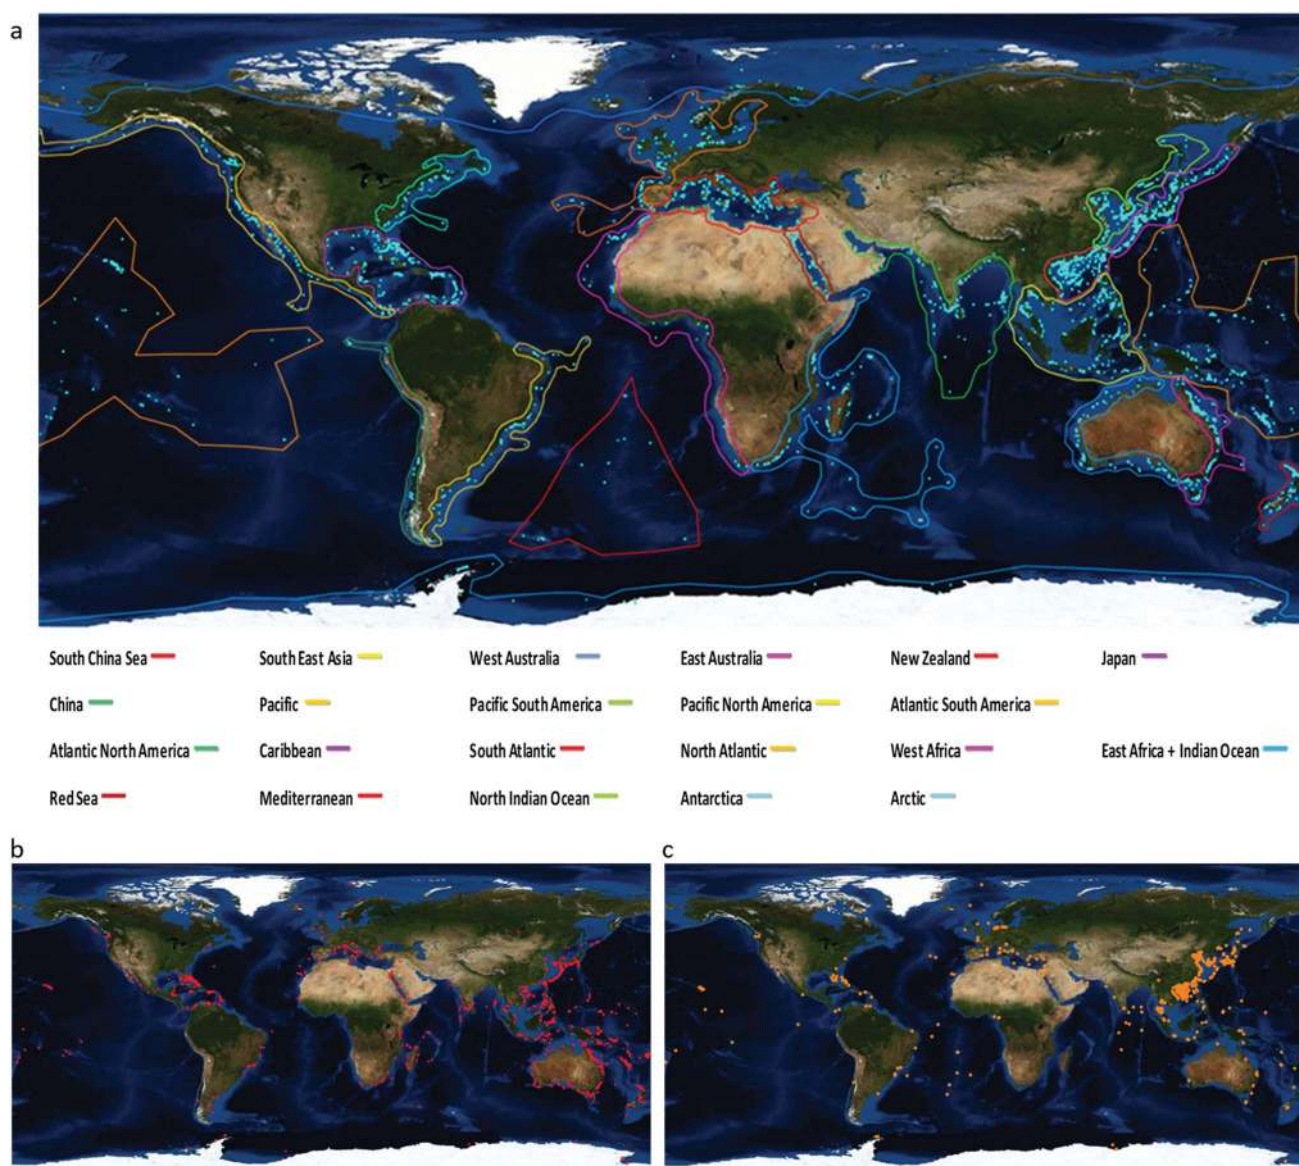 a
South China Sea South East Asia West Australia East Australia New Zealand Japan
China Pacific Pacific South America Pacific North America Atlantic South America
Atlantic North America Caribbean South Atlantic North Atlantic West Africa East Africa + Indian Ocean
Red Sea Mediterranean North Indian Ocean Antarctica Arctic
b c